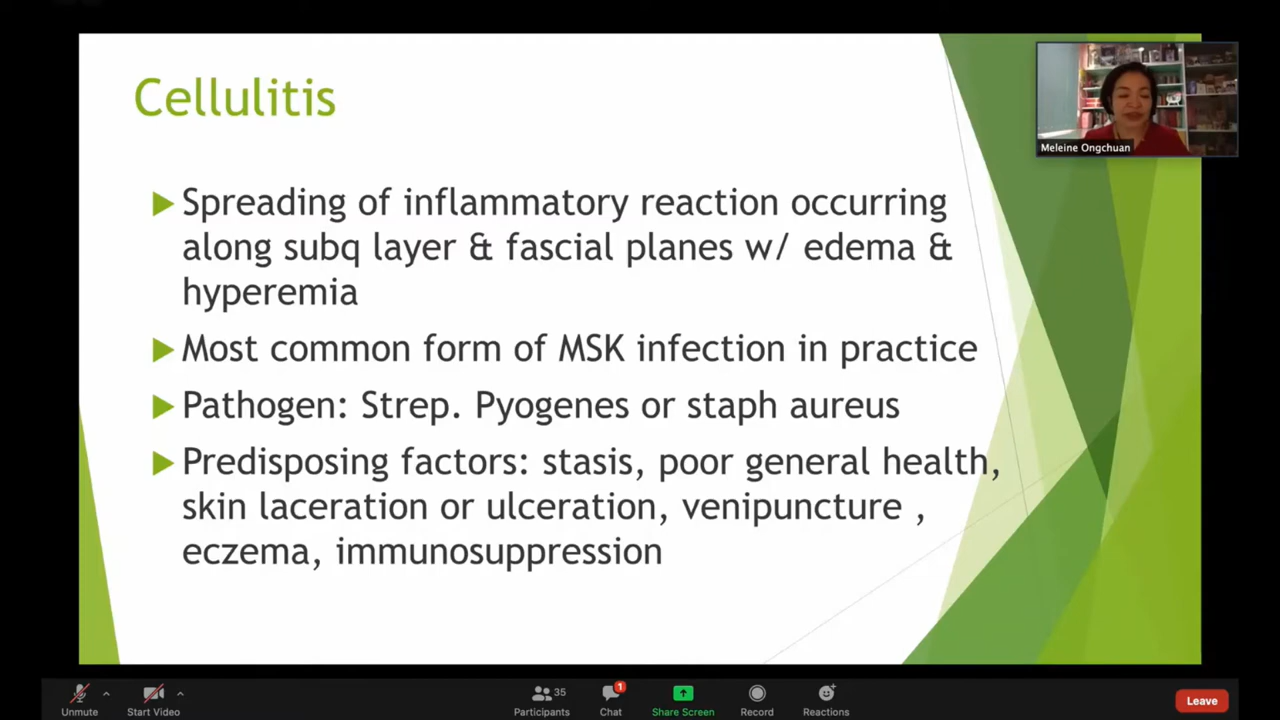 Cellulitis
Meleine Ongchuan
Spreading of inflammatory reaction occurring
along subq layer & fascial planes w/ edema &
hyperemia
Most common form of MSK infection in practice
Pathogen: Strep. Pyogenes or staph aureus
Predisposing factors: stasis, poor general health,
skin laceration or ulceration, venipuncture ,
eczema, immunosuppression
Unmute
Start Video
35
Participants
1
Chat
Share Screen
Record
Reactions
Leave